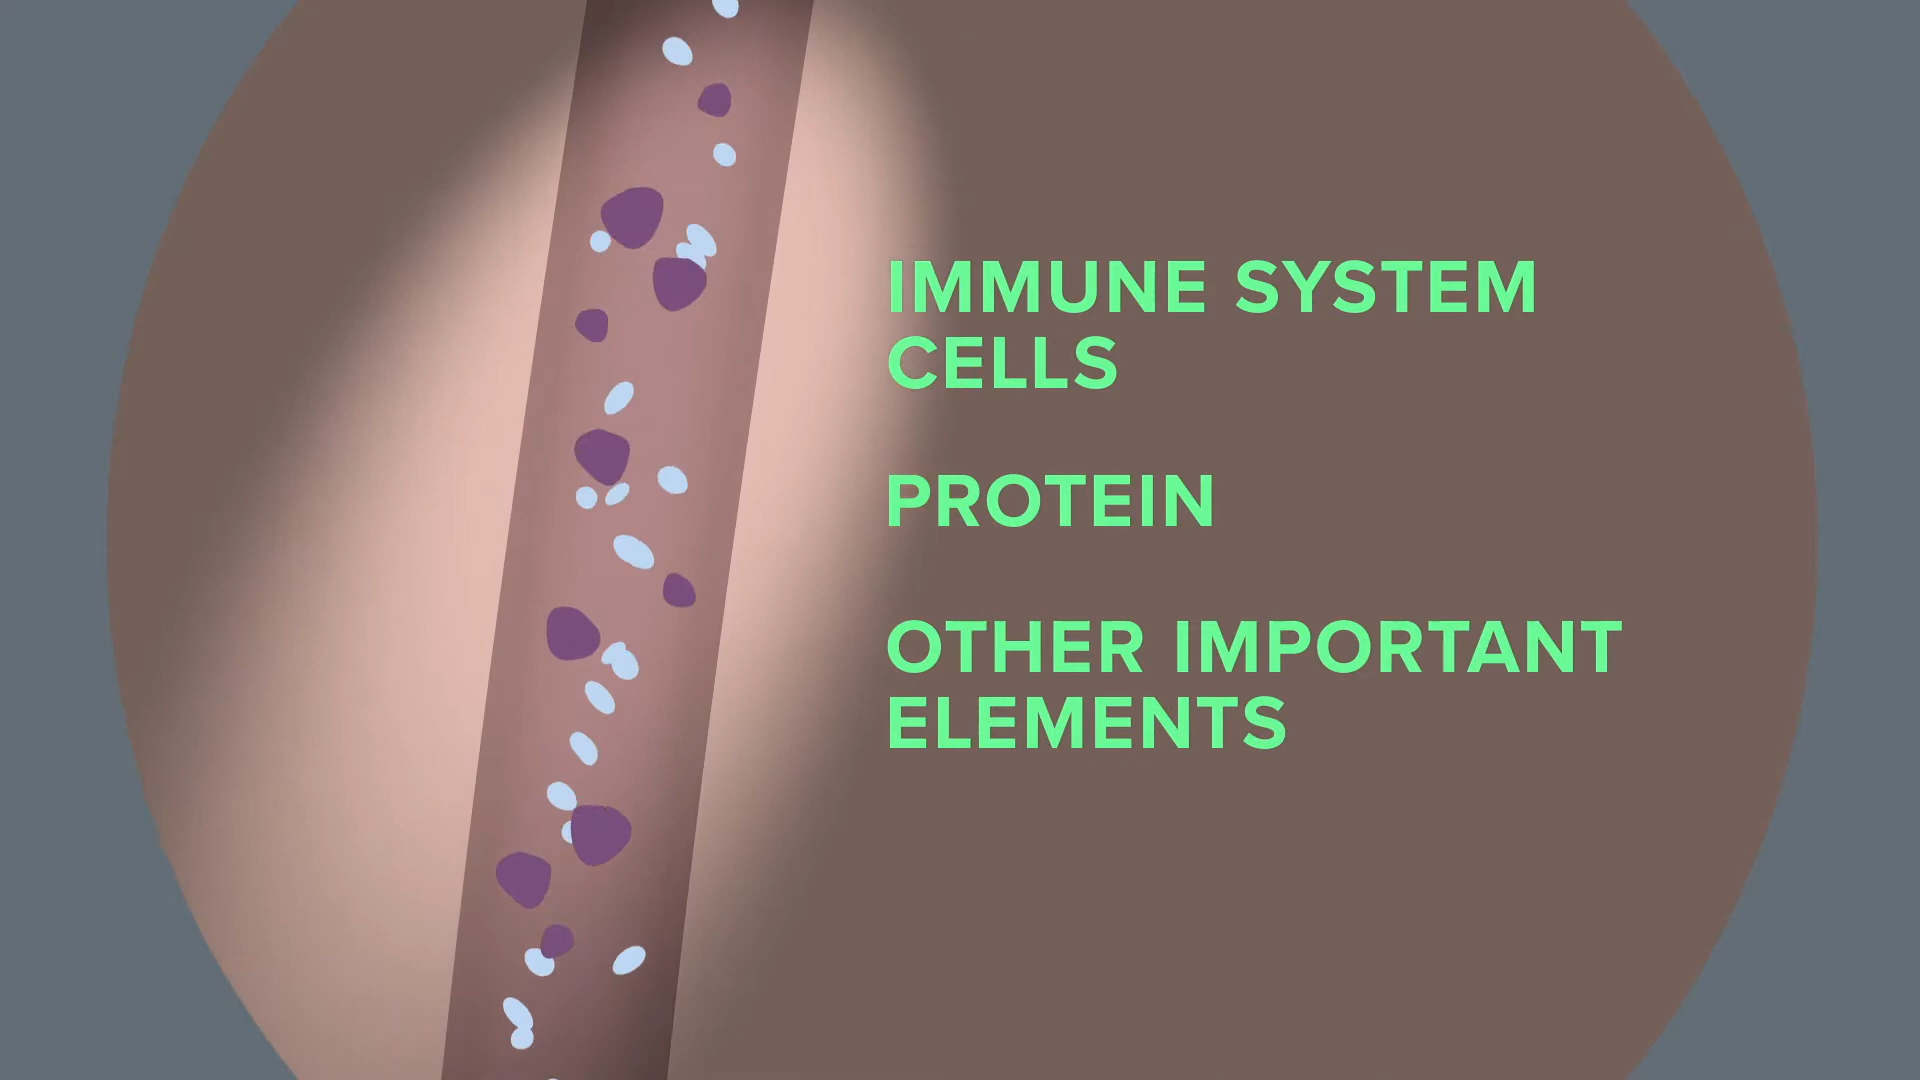 IMMUNE SYSTEM
CELLS
PROTEIN
OTHER IMPORTANT
ELEMENTS